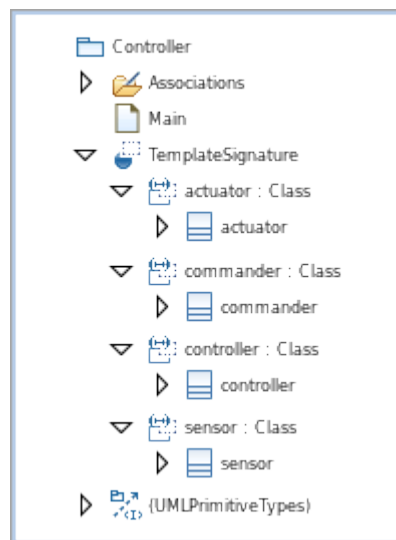 Controller
Associations
Main
TemplateSignature
actuator : Class
actuator
commander : Class
commander
controller : Class
controller
sensor : Class
sensor
(UMLPrimitiveTypes)